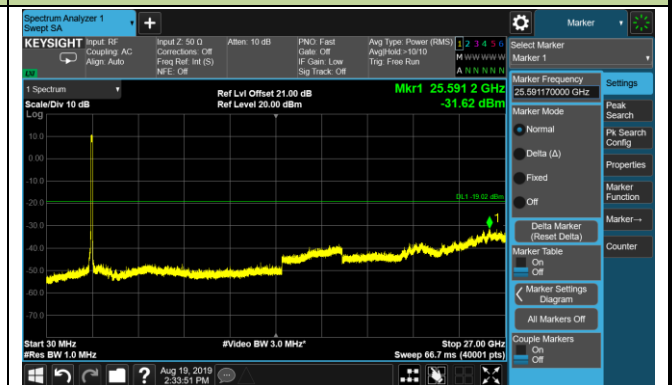 Spectrum Analyzer 1
Swept SA
+
Marker
KEYSIGHT
Input: RF
Coupling: AC
Align: Auto
Input Z: 50 Ω
Corrections: Off
Freq Ref: Int (S)
NFE: Off
Atten: 10 dB
PNO: Fast
Gate: Off
IF Gain: Low
Sig Track: Off
Avg Type: Power (RMS)
Avg|Hold:>10/10
Trig: Free Run
1 2 3 4 5 6
M W W W W W
A N N N N N
Select Marker
Marker 1
1 Spectrum
Scale/Div 10 dB
Log
Ref Lvl Offset 21.00 dB
Ref Level 20.00 dBm
Mkr1 25.591 2 GHz
-31.62 dBm
10.0
0.00
-10.0
-20.0
-30.0
-40.0
-50.0
-60.0
-70.0
DL1 -19.02 dBm
1
Start 30 MHz
#Res BW 1.0 MHz
#Video BW 3.0 MHz*
Stop 27.00 GHz
Sweep 66.7 ms (40001 pts)
Marker Frequency
25.591170000 GHz
Marker Mode
Normal
Delta (Δ)
Fixed
Off
Delta Marker
(Reset Delta)
Marker Table
On
Off
Marker Settings
Diagram
All Markers Off
Couple Markers
On
Off
Settings
Peak
Search
Pk Search
Config
Properties
Marker
Function
Marker→
Counter
?
Aug 19, 2019
2:33:51 PM